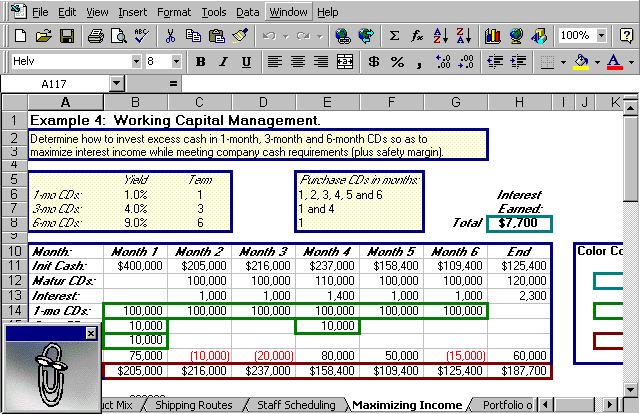 File Edit View Insert Format Tools Data Window Help
100%
Helv 8 B I U $ % ,
A117 =
A B C D E F G H I J K
1 Example 4: Working Capital Management.
2 Determine how to invest excess cash in 1-month, 3-month and 6-month CDs so as to
3 maximize interest income while meeting company cash requirements (plus safety margin).
4
5 Yield Term Purchase CDs in months:
6 1-mo CDs: 1.0% 1 1, 2, 3, 4, 5 and 6 Interest
7 3-mo CDs: 4.0% 3 1 and 4 Earned:
8 6-mo CDs: 9.0% 6 1 Total $7,700
9
10 Month: Month 1 Month 2 Month 3 Month 4 Month 5 Month 6 End Color Co
11 Init Cash: $400,000 $205,000 $216,000 $237,000 $158,400 $109,400 $125,400
12 Matur CDs: 100,000 100,000 110,000 100,000 100,000 120,000
13 Interest: 1,000 1,000 1,400 1,000 1,000 2,300
14 1-mo CDs: 100,000 100,000 100,000 100,000 100,000 100,000
10,000 10,000
10,000
75,000 (10,000) (20,000) 80,000 50,000 (15,000) 60,000
$205,000 $216,000 $237,000 $158,400 $109,400 $125,400 $187,700
uct Mix Shipping Routes Staff Scheduling Maximizing Income Portfolio o